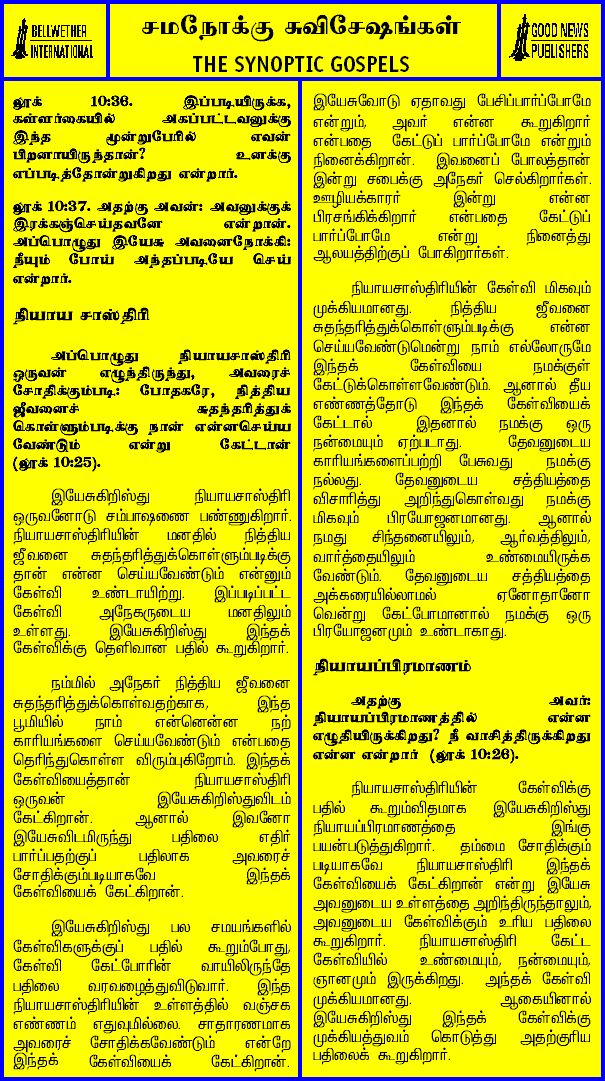 BELLWETHER
INTERNATIONAL
சமநோக்கு சுவிசேஷங்கள்
THE SYNOPTIC GOSPELS
GOOD NEWS
PUBLISHERS
லூக் 10:36. இப்படியிருக்க,
கள்ளர்கையில் அகப்பட்டவனுக்கு
இந்த மூன்றுபேரில் எவன்
பிறனாயிருந்தான்? உனக்கு
எப்படித்தோன்றுகிறது என்றார்.
லூக் 10:37. அதற்கு அவன்: அவனுக்குக்
இரக்கஞ்செய்தவனே என்றான்.
அப்பொழுது இயேசு அவனைநோக்கி:
நீயும் போய் அந்தப்படியே செய்
என்றார்.
நியாய சாஸ்திரி
அப்பொழுது நியாயசாஸ்திரி
ஒருவன் எழுந்திருந்து, அவரைச்
சோதிக்கும்படி: போதகரே, நித்திய
ஜீவனைச் சுதந்தரித்துக்
கொள்ளும்படிக்கு நான் என்னசெய்ய
வேண்டும் என்று கேட்டான்
(லூக் 10:25).
இயேசுகிறிஸ்து நியாயசாஸ்திரி
ஒருவனோடு சம்பாஷணை பண்ணுகிறார்.
நியாயசாஸ்திரியின் மனதில் நித்திய
ஜீவனை சுதந்தரித்துக்கொள்ளும்படிக்கு
தான் என்ன செய்யவேண்டும் என்னும்
கேள்வி உண்டாயிற்று. இப்படிப்பட்ட
கேள்வி அநேகருடைய மனதிலும்
உள்ளது. இயேசுகிறிஸ்து இந்தக்
கேள்விக்கு தெளிவான பதில் கூறுகிறார்.
நம்மில் அநேகர் நித்திய ஜீவனை
சுதந்தரித்துக்கொள்வதற்காக, இந்த
பூமியில் நாம் என்னென்ன நற்
காரியங்களை செய்யவேண்டும் என்பதை
தெரிந்துகொள்ள விரும்புகிறோம். இந்தக்
கேள்வியைத்தான் நியாயசாஸ்திரி
ஒருவன் இயேசுகிறிஸ்துவிடம்
கேட்கிறான். ஆனால் இவனோ
இயேசுவிடமிருந்து பதிலை எதிர்
பார்ப்பதற்குப் பதிலாக அவரைச்
சோதிக்கும்படியாகவே இந்தக்
கேள்வியைக் கேட்கிறான்.
இயேசுகிறிஸ்து பல சமயங்களில்
கேள்விகளுக்குப் பதில் கூறும்போது,
கேள்வி கேட்போரின் வாயிலிருந்தே
பதிலை வரவழைத்துவிடுவார். இந்த
நியாயசாஸ்திரியின் உள்ளத்தில் வஞ்சக
எண்ணம் எதுவுமில்லை. சாதாரணமாக
அவரைச் சோதிக்கவேண்டும் என்றே
இந்தக் கேள்வியைக் கேட்கிறான்.
இயேசுவோடு ஏதாவது பேசிப்பார்ப்போமே
என்றும், அவர் என்ன கூறுகிறார்
என்பதை கேட்டுப் பார்ப்போமே என்றும்
நினைக்கிறான். இவனைப் போலத்தான்
இன்று சபைக்கு அநேகர் செல்கிறார்கள்.
ஊழியக்காரர் இன்று என்ன
பிரசங்கிக்கிறார் என்பதை கேட்டுப்
பார்ப்போமே என்று நினைத்து
ஆலயத்திற்குப் போகிறார்கள்.
நியாயசாஸ்திரியின் கேள்வி மிகவும்
முக்கியமானது. நித்திய ஜீவனை
சுதந்தரித்துக்கொள்ளும்படிக்கு என்ன
செய்யவேண்டுமென்று நாம் எல்லோருமே
இந்தக் கேள்வியை நமக்குள்
கேட்டுக்கொள்ளவேண்டும். ஆனால் தீய
எண்ணத்தோடு இந்தக் கேள்வியைக்
கேட்டால் இதனால் நமக்கு ஒரு
நன்மையும் ஏற்படாது. தேவனுடைய
காரியங்களைப்பற்றி பேசுவது நமக்கு
நல்லது. தேவனுடைய சத்தியத்தை
விசாரித்து அறிந்துகொள்வது நமக்கு
மிகவும் பிரயோஜனமானது. ஆனால்
நமது சிந்தனையிலும், ஆர்வத்திலும்,
வார்த்தையிலும் உண்மையிருக்க
வேண்டும். தேவனுடைய சத்தியத்தை
அக்கரையில்லாமல் ஏனோதானோ
வென்று கேட்போமானால் நமக்கு ஒரு
பிரயோஜனமும் உண்டாகாது.
நியாயப்பிரமாணம்
அதற்கு அவர்:
நியாயப்பிரமாணத்தில் என்ன
எழுதியிருக்கிறது? நீ வாசித்திருக்கிறது
என்ன என்றார் (லூக் 10:26).
நியாயசாஸ்திரியின் கேள்விக்கு
பதில் கூறும்விதமாக இயேசுகிறிஸ்து
நியாயப்பிரமாணத்தை இங்கு
பயன்படுத்துகிறார். தம்மை சோதிக்கும்
படியாகவே நியாயசாஸ்திரி இந்தக்
கேள்வியைக் கேட்கிறான் என்று இயேசு
அவனுடைய உள்ளத்தை அறிந்திருந்தாலும்,
அவனுடைய கேள்விக்கும் உரிய பதிலை
கூறுகிறார். நியாயசாஸ்திரி கேட்ட
கேள்வியில் உண்மையும், நன்மையும்,
ஞானமும் இருக்கிறது. அந்தக் கேள்வி
முக்கியமானது. ஆகையினால்
இயேசுகிறிஸ்து இந்தக் கேள்விக்கு
முக்கியத்துவம் கொடுத்து அதற்குரிய
பதிலைக் கூறுகிறார்.